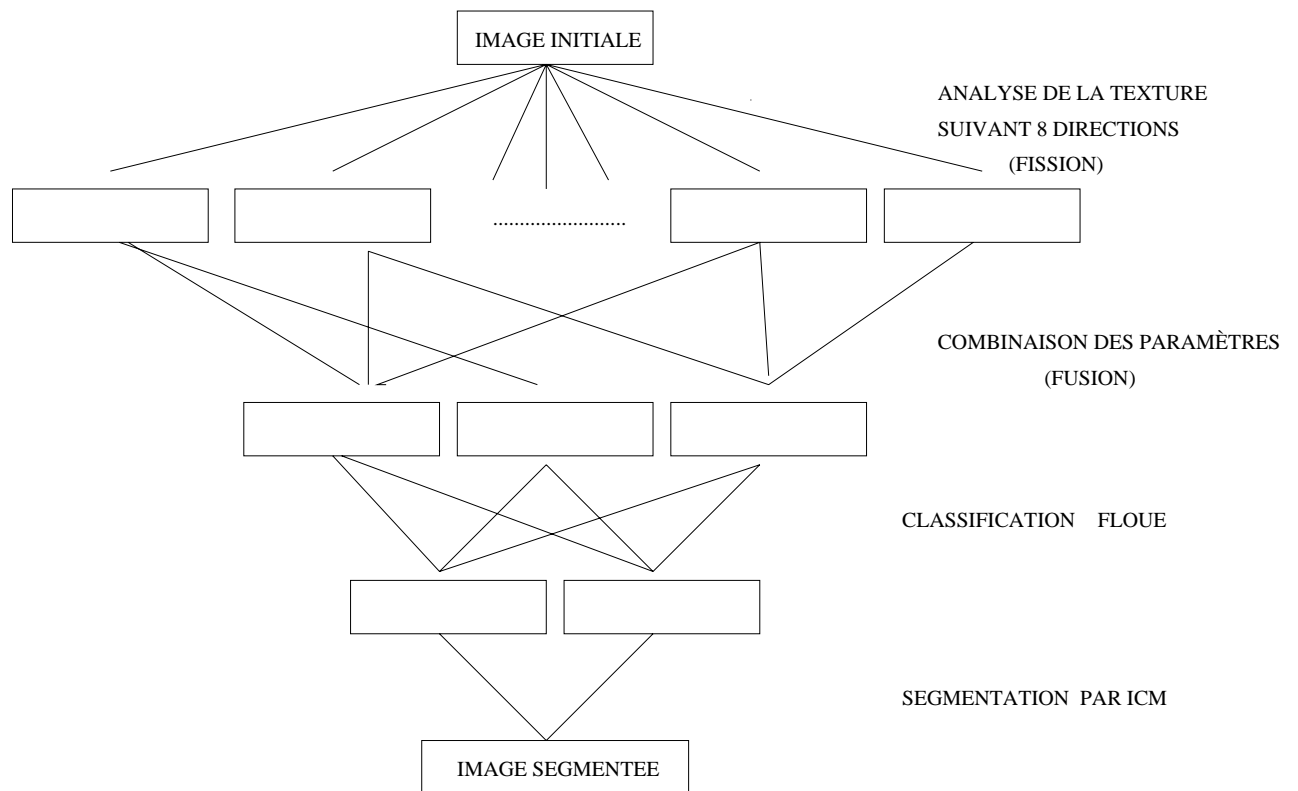 IMAGE INITIALE
ANALYSE DE LA TEXTURE
SUIVANT 8 DIRECTIONS
(FISSION)
.........................
COMBINAISON DES PARAMÈTRES
(FUSION)
CLASSIFICATION FLOUE
SEGMENTATION PAR ICM
IMAGE SEGMENTEE